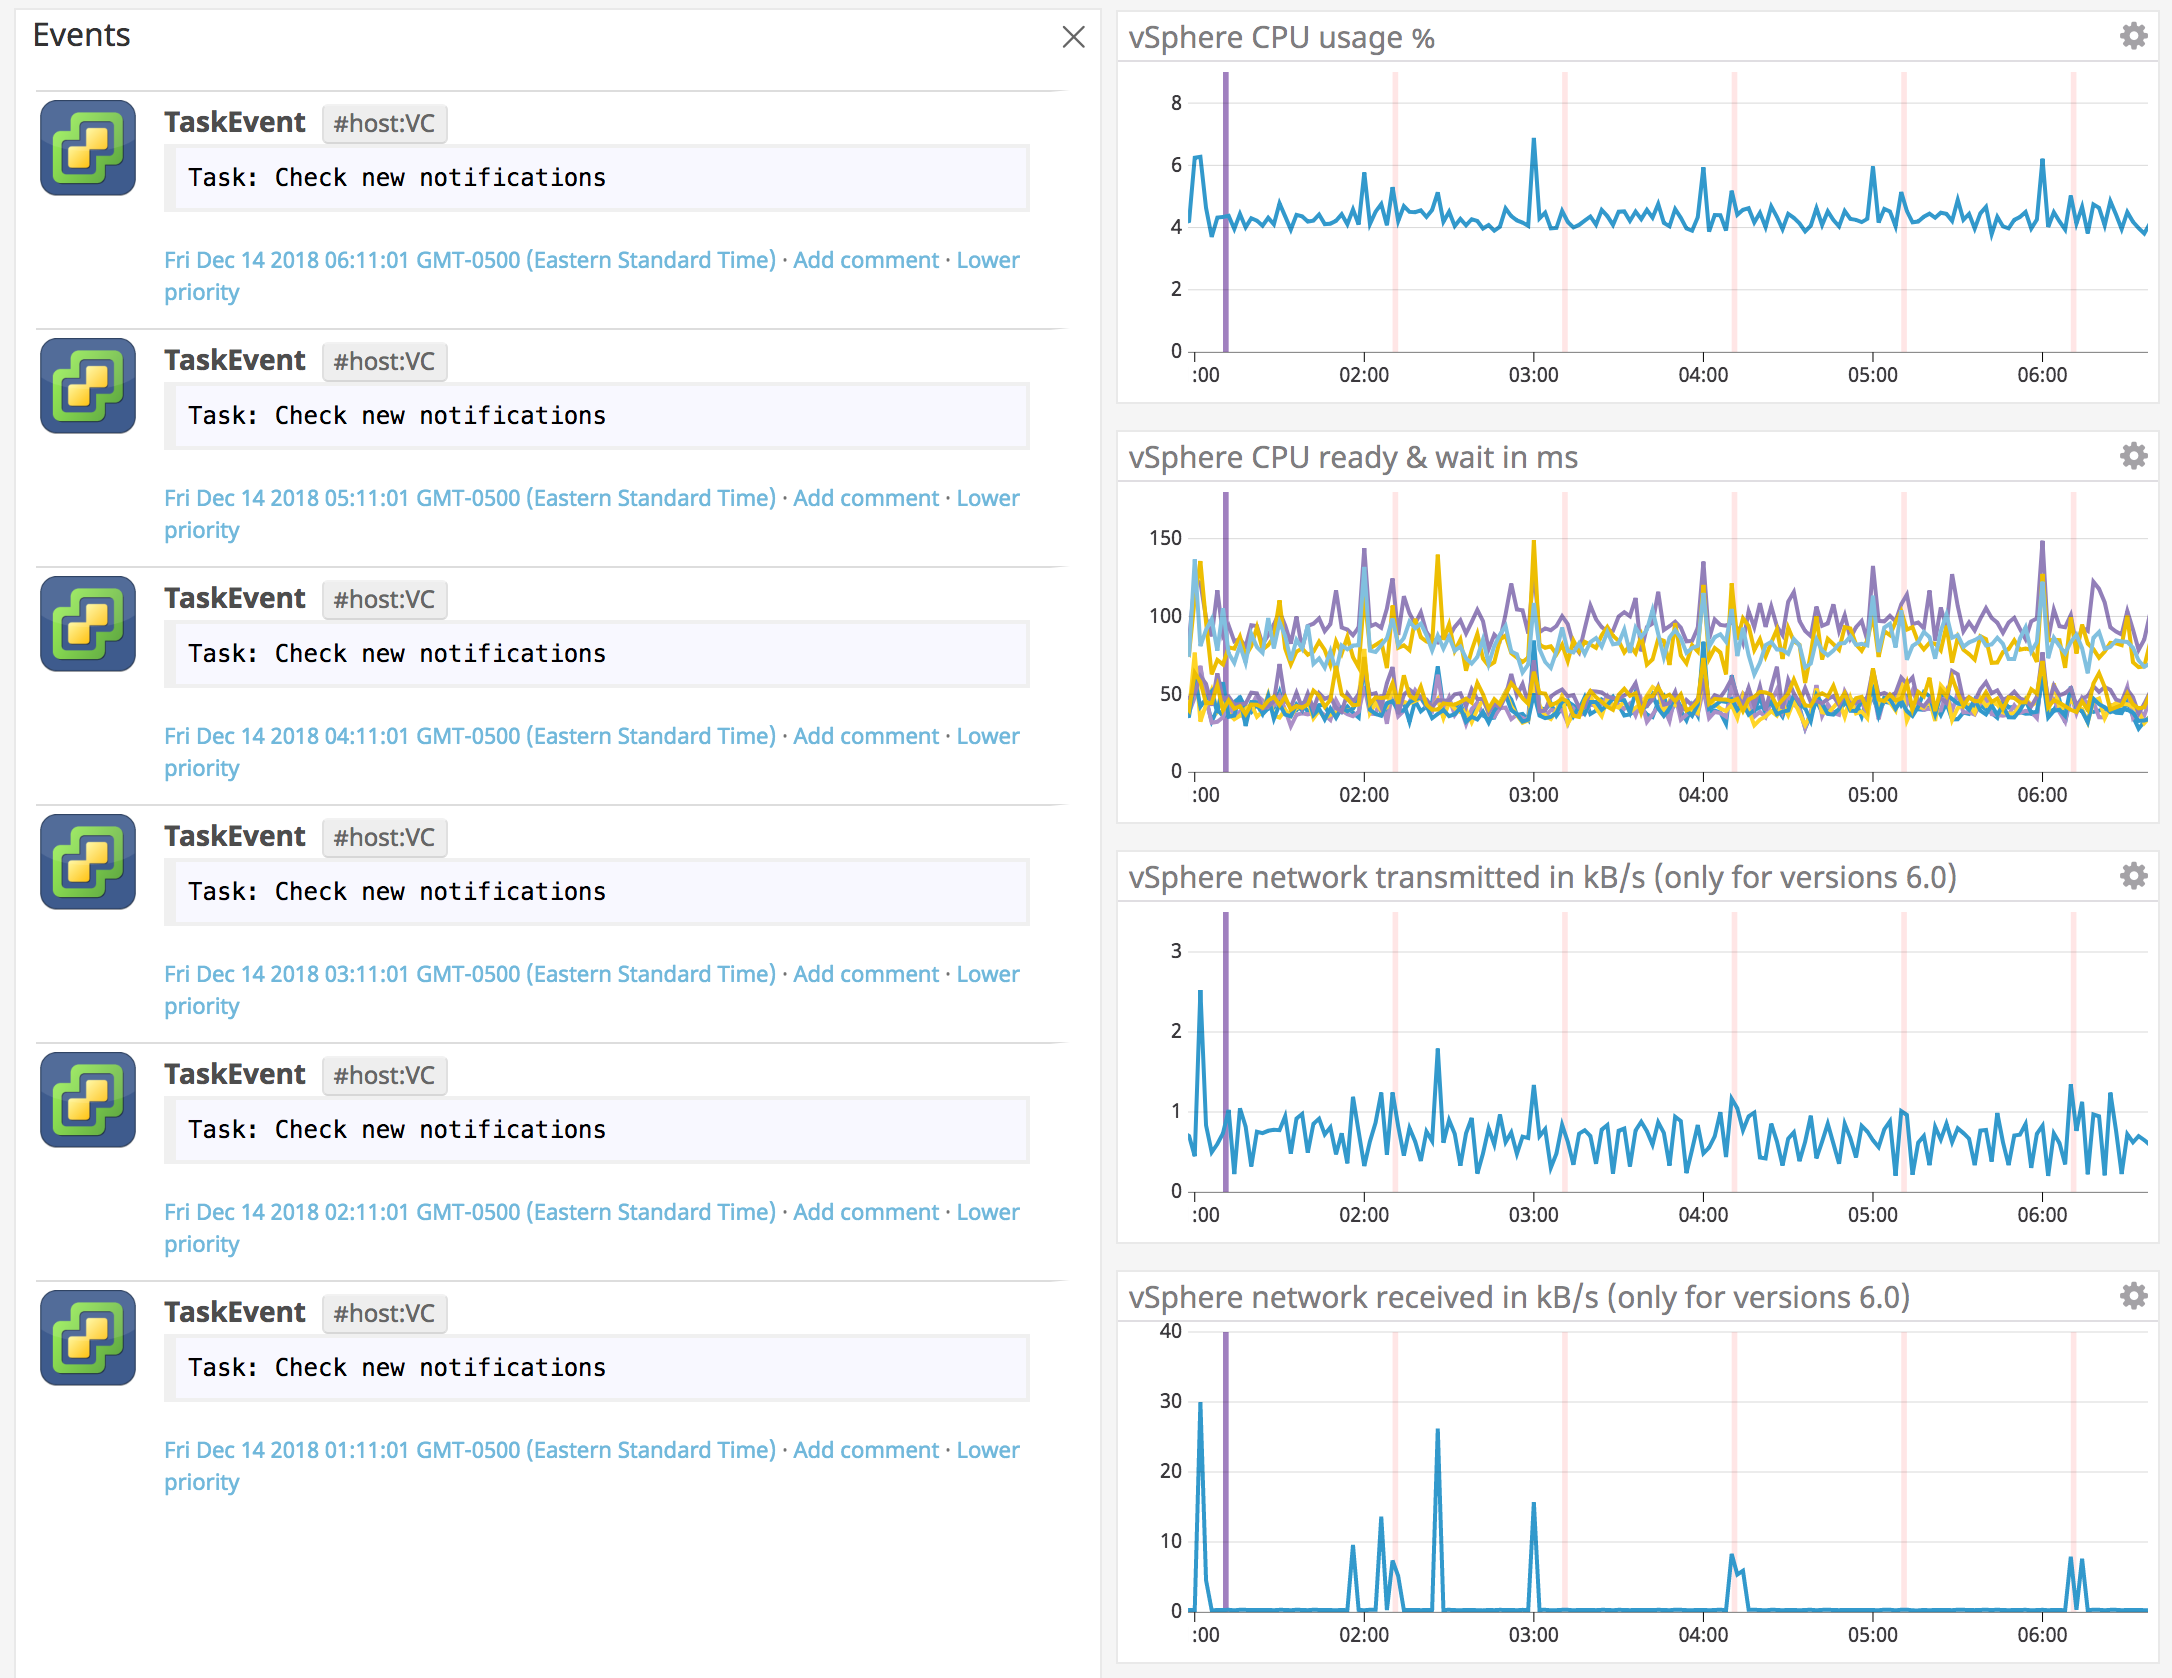 Events
TaskEvent #host:VC
Task: Check new notifications
Fri Dec 14 2018 06:11:01 GMT-0500 (Eastern Standard Time) · Add comment · Lower
priority
TaskEvent #host:VC
Task: Check new notifications
Fri Dec 14 2018 05:11:01 GMT-0500 (Eastern Standard Time) · Add comment · Lower
priority
TaskEvent #host:VC
Task: Check new notifications
Fri Dec 14 2018 04:11:01 GMT-0500 (Eastern Standard Time) · Add comment · Lower
priority
TaskEvent #host:VC
Task: Check new notifications
Fri Dec 14 2018 03:11:01 GMT-0500 (Eastern Standard Time) · Add comment · Lower
priority
TaskEvent #host:VC
Task: Check new notifications
Fri Dec 14 2018 02:11:01 GMT-0500 (Eastern Standard Time) · Add comment · Lower
priority
TaskEvent #host:VC
Task: Check new notifications
Fri Dec 14 2018 01:11:01 GMT-0500 (Eastern Standard Time) · Add comment · Lower
priority
vSphere CPU usage %
8
6
4
2
0
:00 02:00 03:00 04:00 05:00 06:00
vSphere CPU ready & wait in ms
150
100
50
0
:00 02:00 03:00 04:00 05:00 06:00
vSphere network transmitted in kB/s (only for versions 6.0)
3
2
1
0
:00 02:00 03:00 04:00 05:00 06:00
vSphere network received in kB/s (only for versions 6.0)
40
30
20
10
0
:00 02:00 03:00 04:00 05:00 06:00